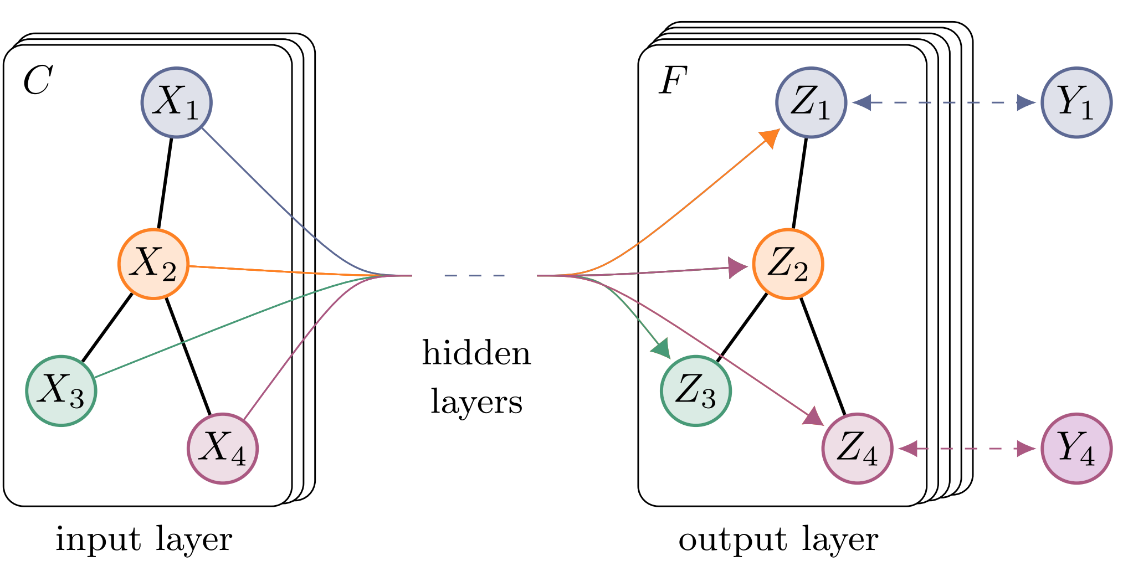 C
X₁
X₂
X₃
X₄
input layer
hidden
layers
F
Z₁
Z₂
Z₃
Z₄
output layer
Y₁
Y₄